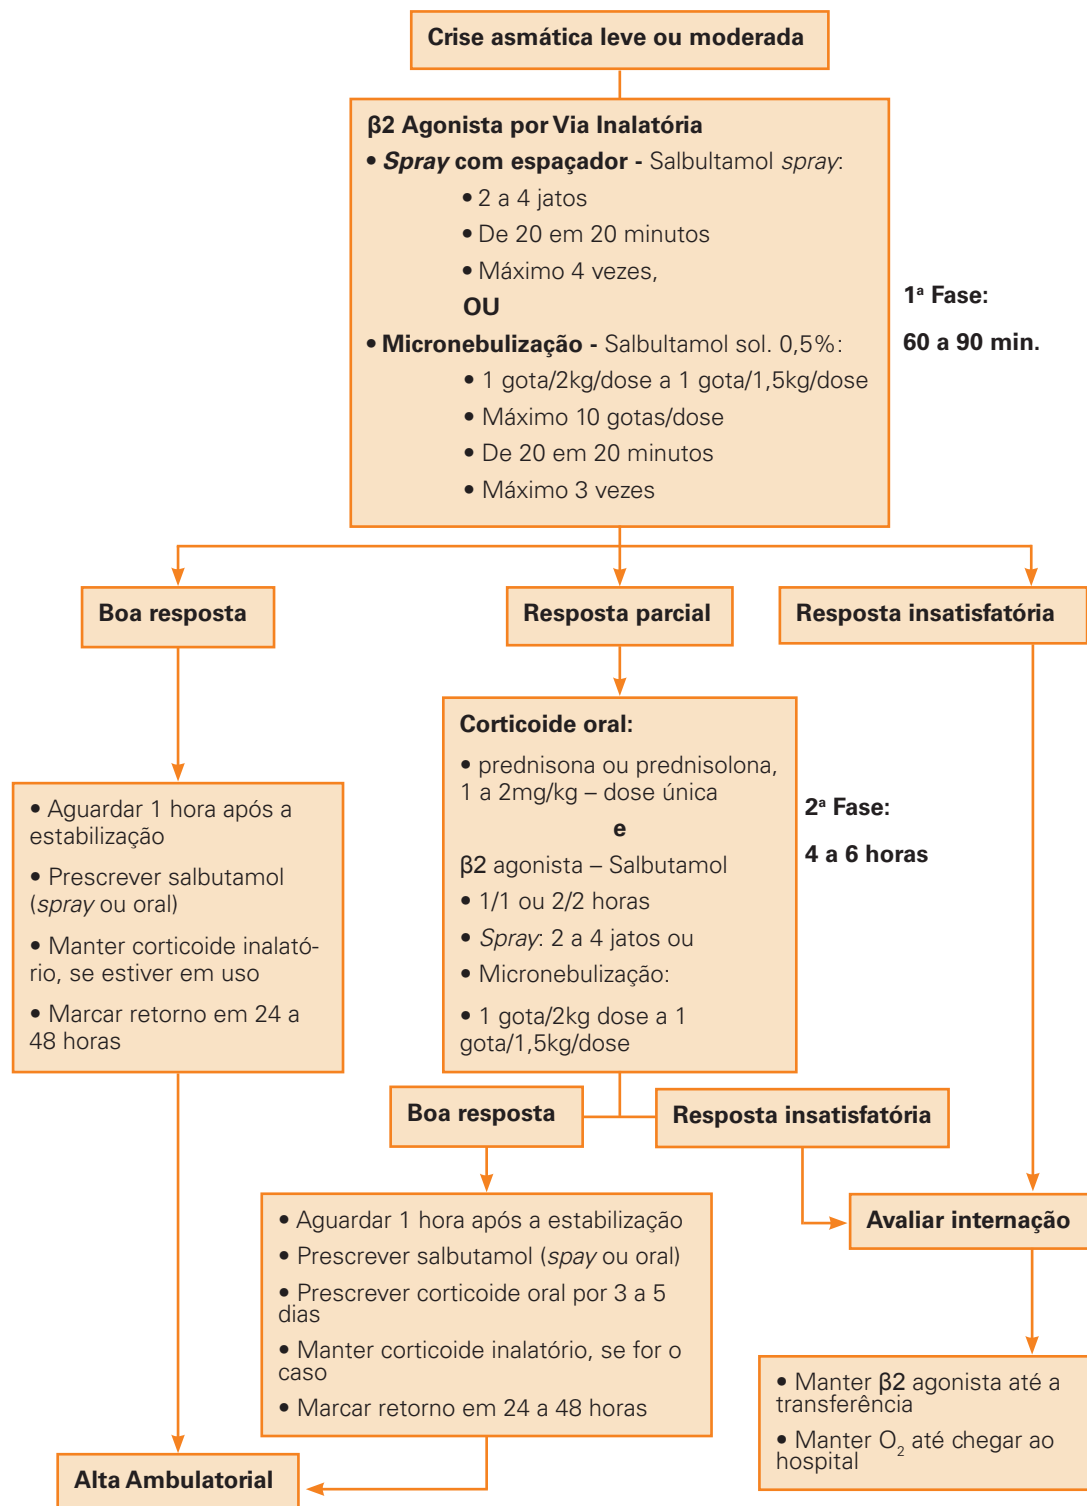 Crise asmática leve ou moderada
β2 Agonista por Via Inalatória
• Spray com espaçador - Salbultamol spray:
• 2 a 4 jatos
• De 20 em 20 minutos
• Máximo 4 vezes,
OU
• Micronebulização - Salbultamol sol. 0,5%:
• 1 gota/2kg/dose a 1 gota/1,5kg/dose
• Máximo 10 gotas/dose
• De 20 em 20 minutos
• Máximo 3 vezes
1ª Fase:
60 a 90 min.
Boa resposta
Resposta parcial
Resposta insatisfatória
• Aguardar 1 hora após a
estabilização
• Prescrever salbutamol
(spray ou oral)
• Manter corticoide inalató-
rio, se estiver em uso
• Marcar retorno em 24 a
48 horas
Corticoide oral:
• prednisona ou prednisolona,
1 a 2mg/kg – dose única
e
β2 agonista – Salbutamol
• 1/1 ou 2/2 horas
• Spray: 2 a 4 jatos ou
• Micronebulização:
• 1 gota/2kg dose a 1
gota/1,5kg/dose
2ª Fase:
4 a 6 horas
Boa resposta
Resposta insatisfatória
• Aguardar 1 hora após a estabilização
• Prescrever salbutamol (spay ou oral)
• Prescrever corticoide oral por 3 a 5
dias
• Manter corticoide inalatório, se for o
caso
• Marcar retorno em 24 a 48 horas
Avaliar internação
• Manter β2 agonista até a
transferência
• Manter O₂ até chegar ao
hospital
Alta Ambulatorial